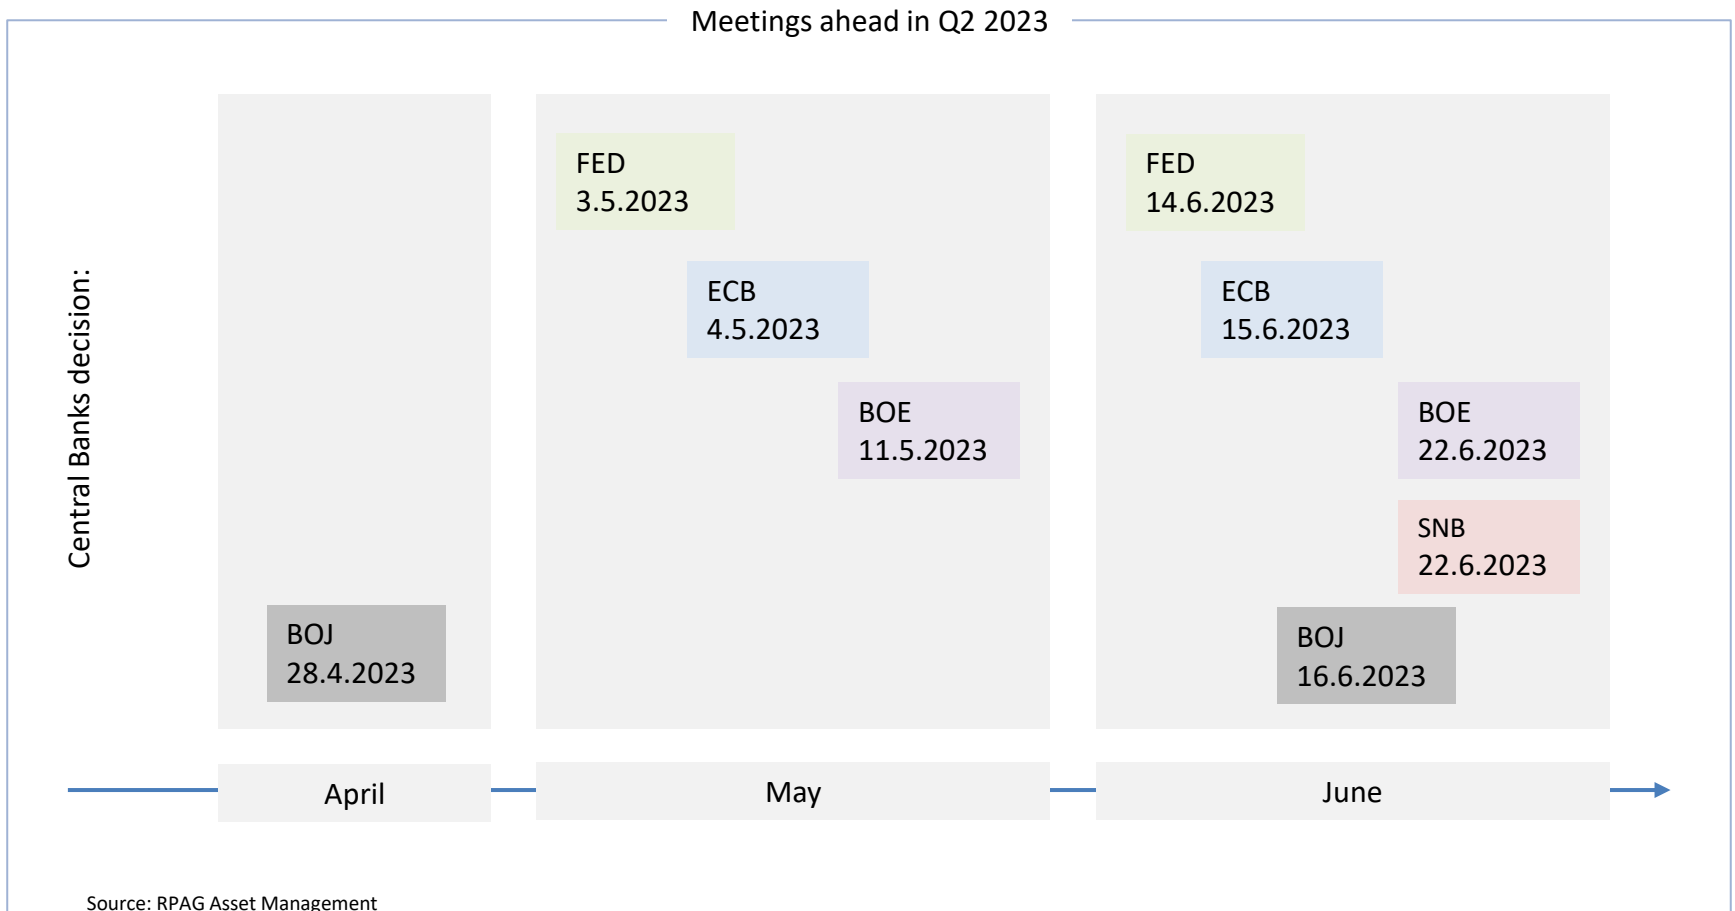 Meetings ahead in Q2 2023
Central Banks decision:
BOJ
28.4.2023
FED
3.5.2023
ECB
4.5.2023
BOE
11.5.2023
FED
14.6.2023
ECB
15.6.2023
BOE
22.6.2023
SNB
22.6.2023
BOJ
16.6.2023
April
May
June
Source: RPAG Asset Management